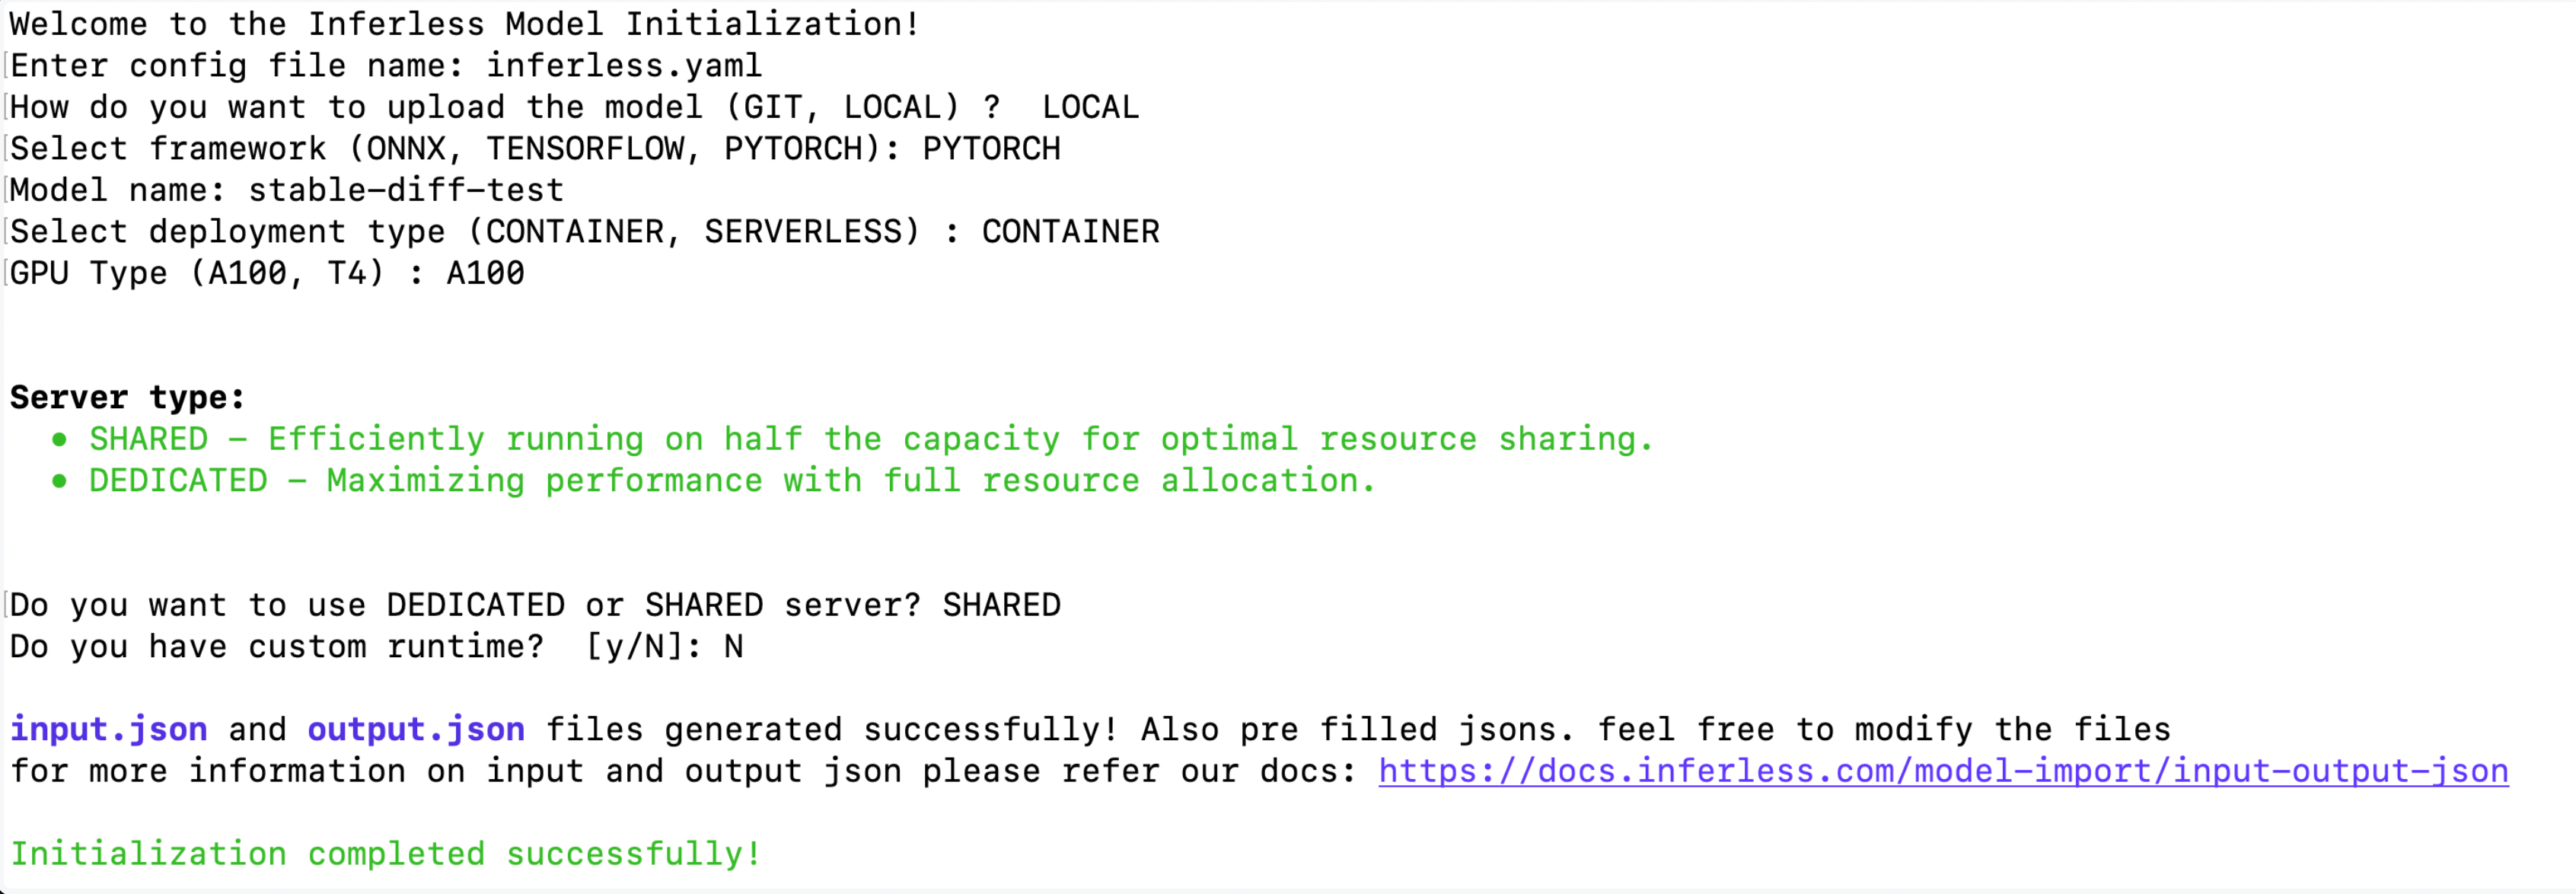 Welcome to the Inferless Model Initialization!
[Enter config file name: inferless.yaml
[How do you want to upload the model (GIT, LOCAL) ?  LOCAL
[Select framework (ONNX, TENSORFLOW, PYTORCH): PYTORCH
[Model name: stable-diff-test
[Select deployment type (CONTAINER, SERVERLESS) : CONTAINER
[GPU Type (A100, T4) : A100
Server type:
• SHARED – Efficiently running on half the capacity for optimal resource sharing.
• DEDICATED – Maximizing performance with full resource allocation.
[Do you want to use DEDICATED or SHARED server? SHARED
Do you have custom runtime?  [y/N]: N
input.json and output.json files generated successfully! Also pre filled jsons. feel free to modify the files
for more information on input and output json please refer our docs: https://docs.inferless.com/model-import/input-output-json
Initialization completed successfully!